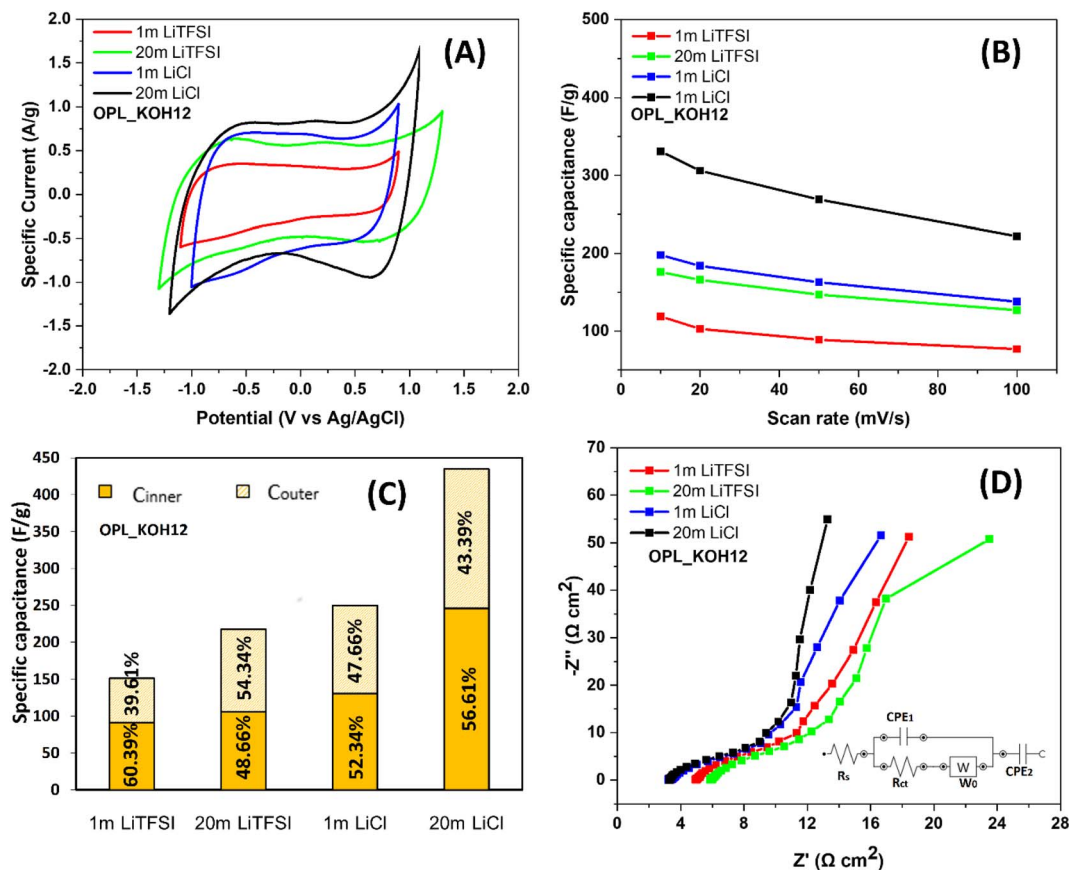 (A)
1m LiTFSI
20m LiTFSI
1m LiCl
20m LiCl
OPL_KOH12
Specific Current (A/g)
2.0
1.5
1.0
0.5
0.0
-0.5
-1.0
-1.5
-2.0
-2.0 -1.5 -1.0 -0.5 0.0 0.5 1.0 1.5 2.0
Potential (V vs Ag/AgCl)
(B)
1m LiTFSI
20m LiTFSI
1m LiCl
1m LiCl
OPL_KOH12
Specific capacitance (F/g)
500
400
300
200
100
0 20 40 60 80 100
Scan rate (mV/s)
(C)
Cinner Couter
OPL_KOH12
Specific capacitance (F/g)
450
400
350
300
250
200
150
100
50
0
39.61%
60.39%
54.34%
48.66%
47.66%
52.34%
43.39%
56.61%
1m LiTFSI 20m LiTFSI 1m LiCl 20m LiCl
(D)
1m LiTFSI
20m LiTFSI
1m LiCl
20m LiCl
OPL_KOH12
-Z'' (Ω cm2)
70
60
50
40
30
20
10
0
0 4 8 12 16 20 24 28
Z' (Ω cm2)
CPE1
Rs
Rct
W
W0
CPE2